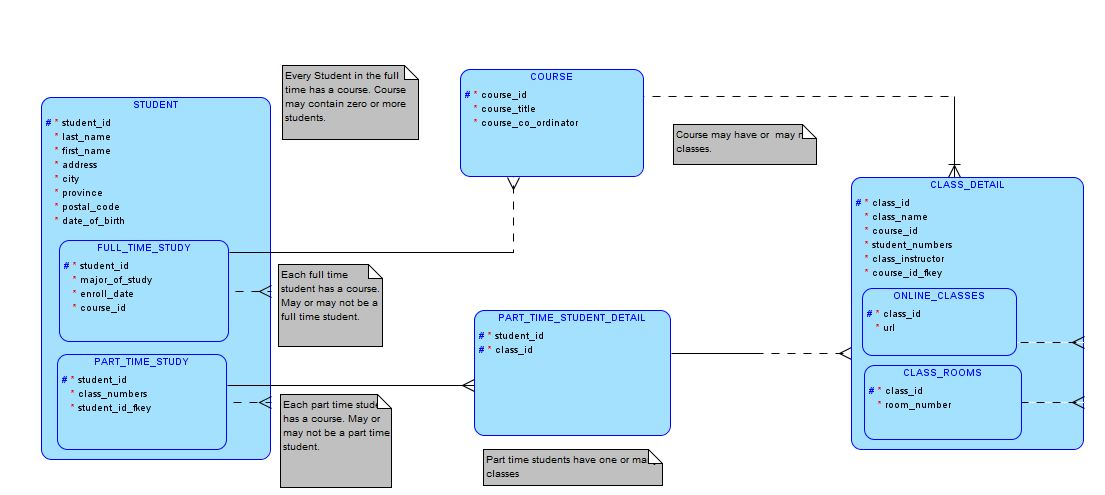 Every Student in the full
time has a course. Course
may contain zero or more
students.
COURSE
# * course_id
* course_title
* course_co_ordinator
STUDENT
# * student_id
* last_name
* first_name
* address
* city
* province
* postal_code
* date_of_birth
Course may have or may
classes.
CLASS_DETAIL
# * class_id
* class_name
* course_id
* student_numbers
* class_instructor
* course_id_fkey
FULL_TIME_STUDY
# * student_id
* major_of_study
* enroll_date
* course_id
Each full time
student has a course.
May or may not be a
full time student.
ONLINE_CLASSES
# * class_id
* url
PART_TIME_STUDENT_DETAIL
# * student_id
# * class_id
PART_TIME_STUDY
# * student_id
* class_numbers
* student_id_fkey
CLASS_ROOMS
# * class_id
* room_number
Each part time stude
has a course. May or
may not be a part time
student.
Part time students have one or ma
classes